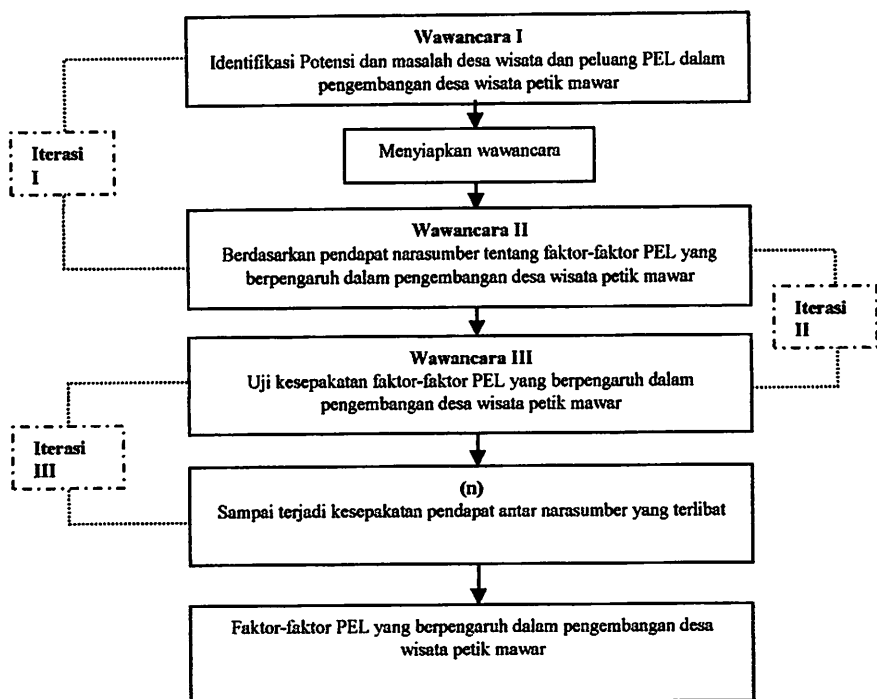 Wawancara I
Identifikasi Potensi dan masalah desa wisata dan peluang PEL dalam
pengembangan desa wisata petik mawar
Iterasi
I
Menyiapkan wawancara
Wawancara II
Berdasarkan pendapat narasumber tentang faktor-faktor PEL yang
berpengaruh dalam pengembangan desa wisata petik mawar
Iterasi
II
Wawancara III
Uji kesepakatan faktor-faktor PEL yang berpengaruh dalam
pengembangan desa wisata petik mawar
Iterasi
III
(n)
Sampai terjadi kesepakatan pendapat antar narasumber yang terlibat
Faktor-faktor PEL yang berpengaruh dalam pengembangan desa
wisata petik mawar